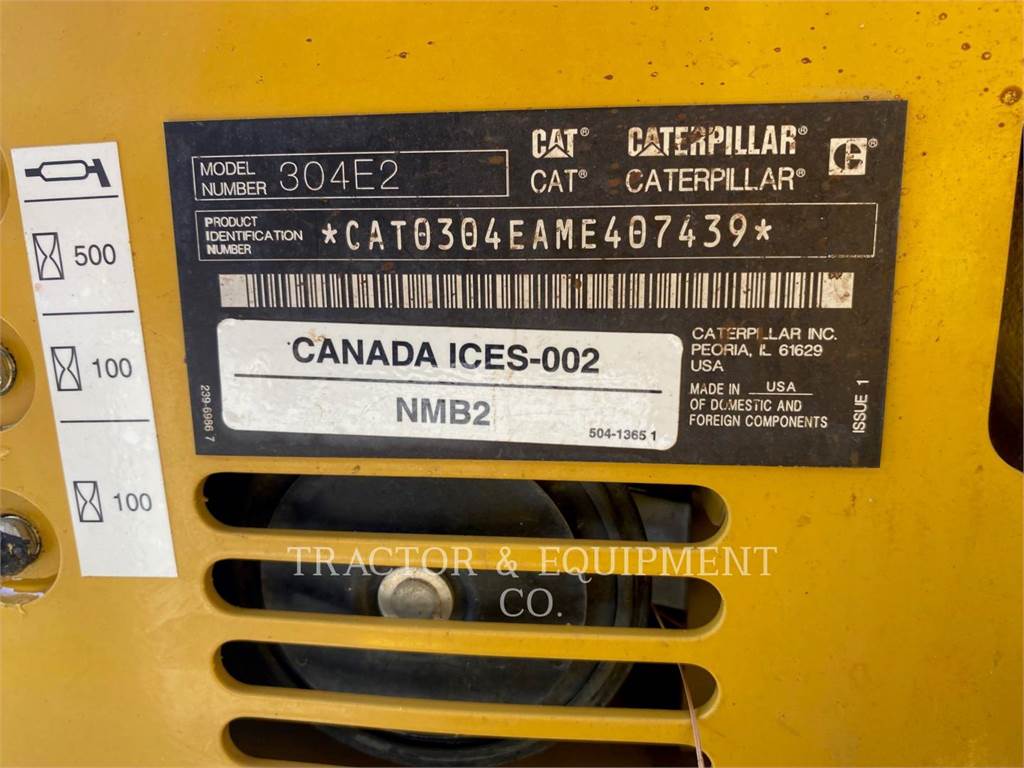 CAT® CATERPILLAR®
CAT® CATERPILLAR®
MODEL
NUMBER 304E2
PRODUCT
IDENTIFICATION
NUMBER
*CAT0304EAME407439*
500
100
100
CANADA ICES-002
NMB2
504-1365 1
239-6986 7
CATERPILLAR INC.
PEORIA, IL 61629
USA
MADE IN USA
OF DOMESTIC AND
FOREIGN COMPONENTS
ISSUE 1
TRACTOR & EQUIPMENT
CO.